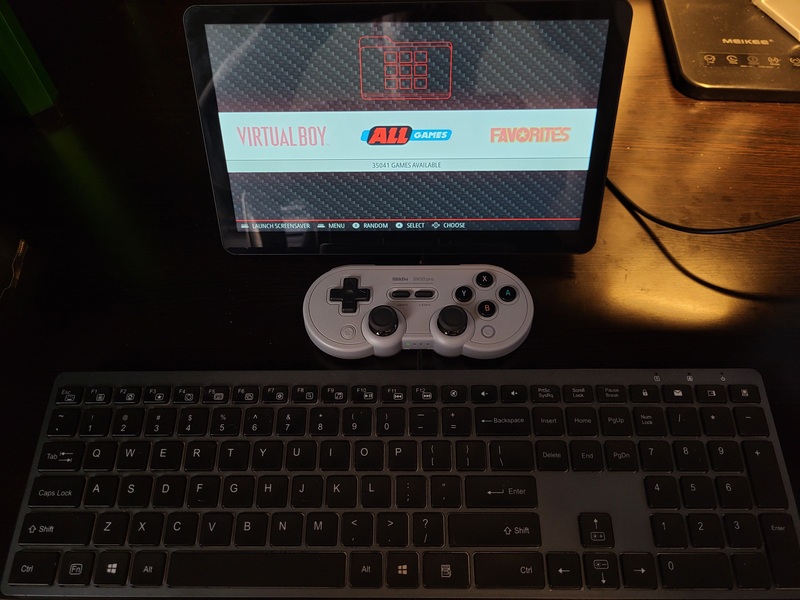 MEIKEE
VIRTUAL BOY
ALL GAMES
FAVORITES
35041 GAMES AVAILABLE
LAUNCH SCREENSAVER MENU RANDOM SELECT CHOOSE
X
Y A
B
Esc F1 F2 F3 F4 F5 F6 F7 F8 F9 F10 F11 F12 PrtSc SysRq Scroll Lock Pause Break
~ ! @ # $ % ^ & * ( ) _ + Backspace Insert Home PgUp Num Lock / * -
` 1 2 3 4 5 6 7 8 9 0 - =
Tab Q W E R T Y U I O P { [ } ] | \ Delete End PgDn 7 8 9 +
Caps Lock A S D F G H J K L : ; " ' Enter 4 5 6
Shift Z X C V B N M < , > . ? / Shift 1 2 3 Enter
Ctrl Fn Alt Alt Ctrl 0 .